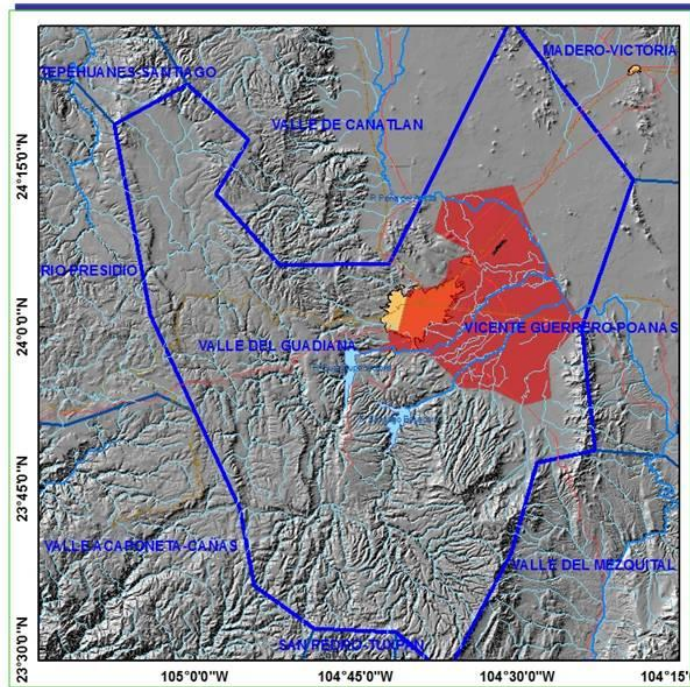 MADERO-VICTORIA
TEPEHUANES-SANTIAGO
VALLE DE CANATLAN
24°15'0"N
RIO PRESIDIO
24°0'0"N
VALLE DEL GUADIANA
VICENTE GUERRERO-POANAS
23°45'0"N
VALLE ACAPONETA-CAÑAS
VALLE DEL MEZQUITAL
SAN PEDRO-TUXPAN
23°30'0"N
105°0'0"W
104°45'0"W
104°30'0"W
104°15'0"W